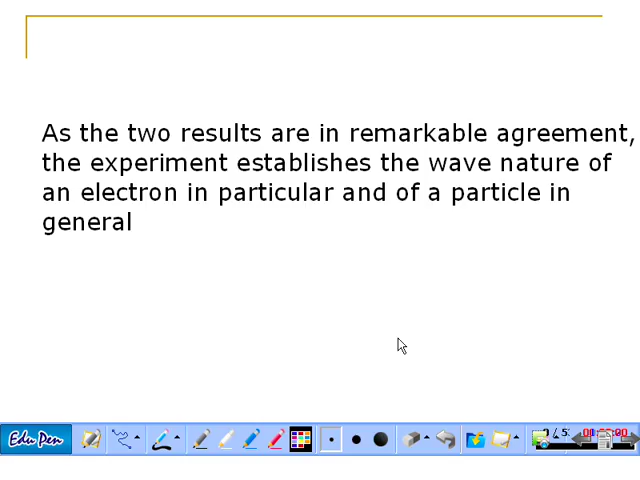 As the two results are in remarkable agreement,
the experiment establishes the wave nature of
an electron in particular and of a particle in
general
Edu Pen